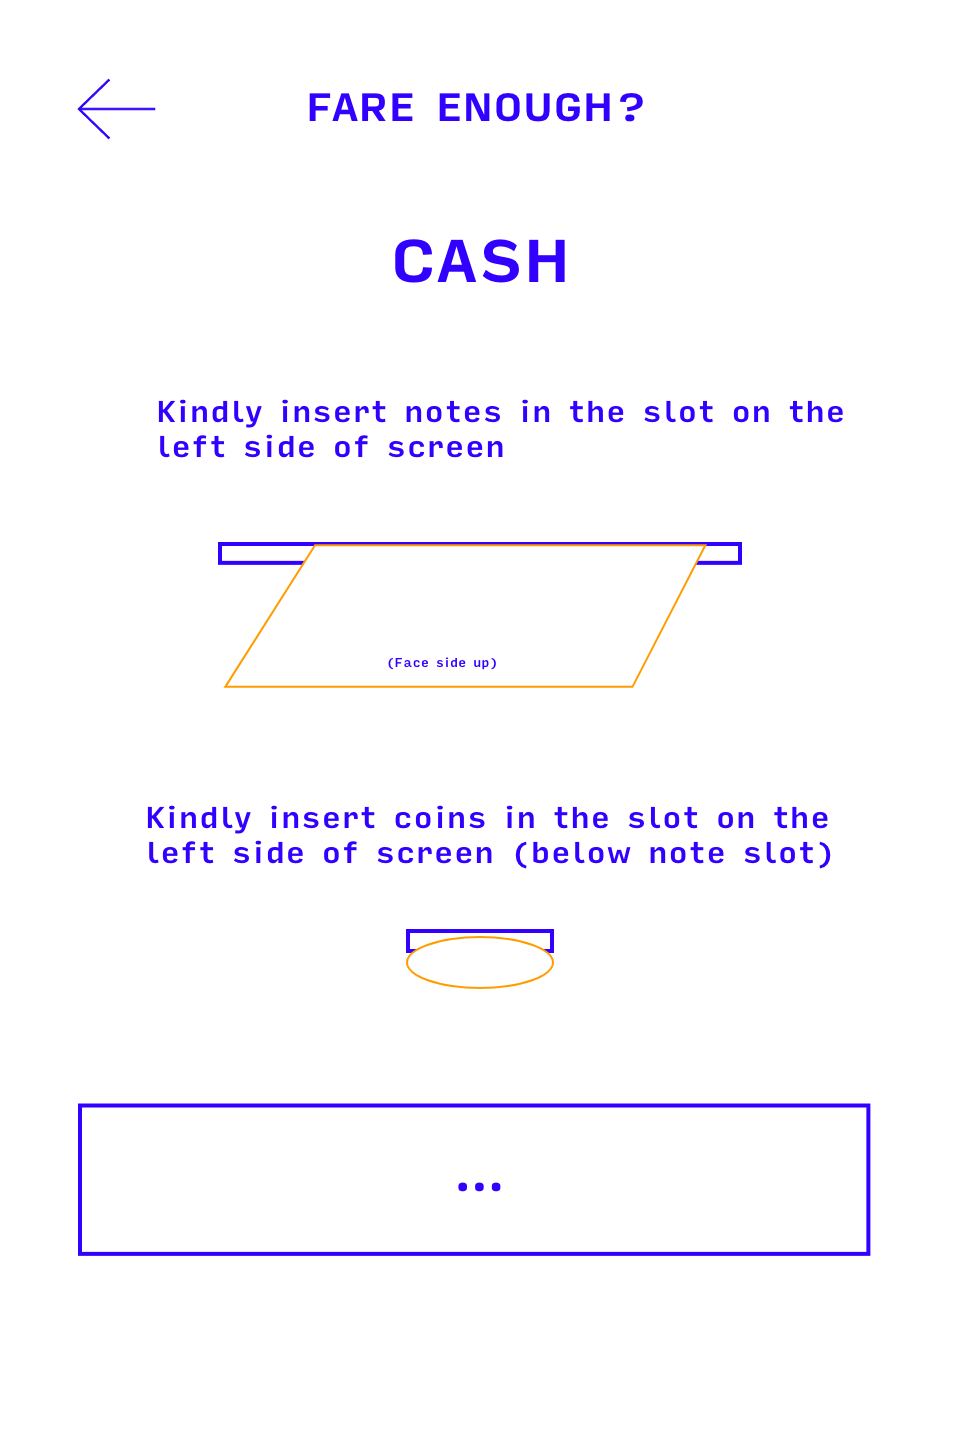 FARE ENOUGH?
CASH
Kindly insert notes in the slot on the
left side of screen
(Face side up)
Kindly insert coins in the slot on the
left side of screen (below note slot)
...